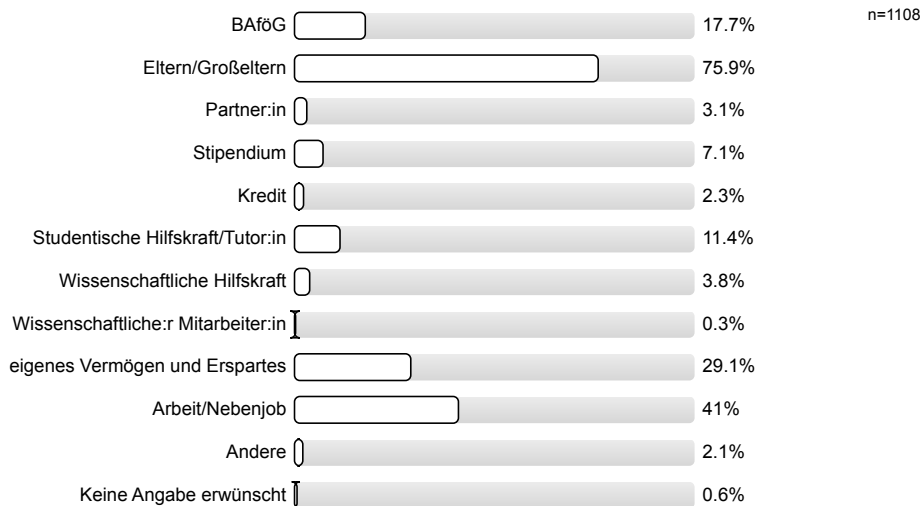 BAföG 17.7% n=1108
Eltern/Großeltern 75.9%
Partner:in 3.1%
Stipendium 7.1%
Kredit 2.3%
Studentische Hilfskraft/Tutor:in 11.4%
Wissenschaftliche Hilfskraft 3.8%
Wissenschaftliche:r Mitarbeiter:in 0.3%
eigenes Vermögen und Erspartes 29.1%
Arbeit/Nebenjob 41%
Andere 2.1%
Keine Angabe erwünscht 0.6%